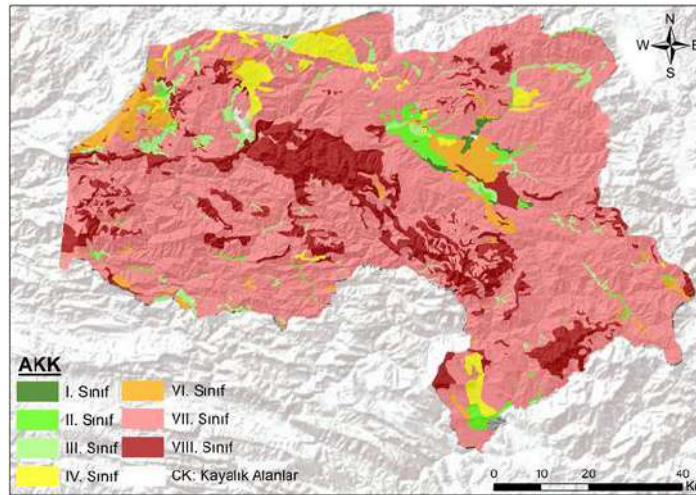 N
W E
S
AKK
I. Sınıf
II. Sınıf
III. Sınıf
IV. Sınıf
VI. Sınıf
VII. Sınıf
VIII. Sınıf
CK: Kayalık Alanlar
0 10 20 30 40